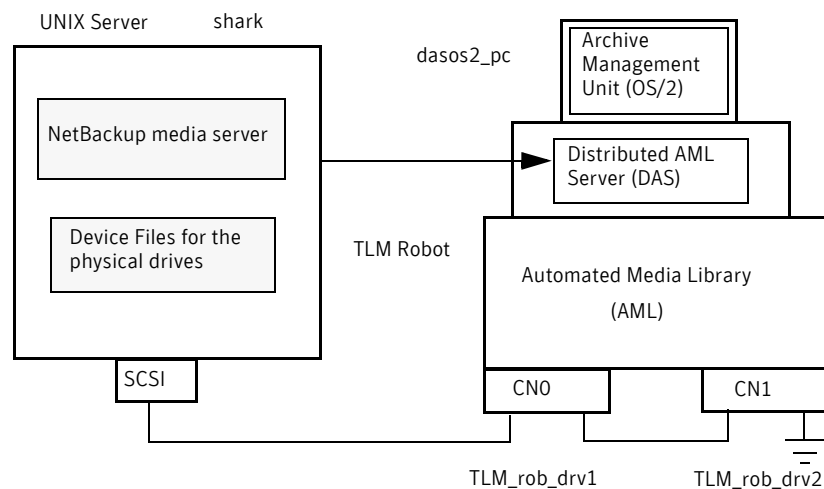 UNIX Server shark
dasos2_pc
Archive
Management
Unit (OS/2)
NetBackup media server
Distributed AML
Server (DAS)
Device Files for the
physical drives
TLM Robot
Automated Media Library
(AML)
SCSI
CN0
CN1
TLM_rob_drv1
TLM_rob_drv2